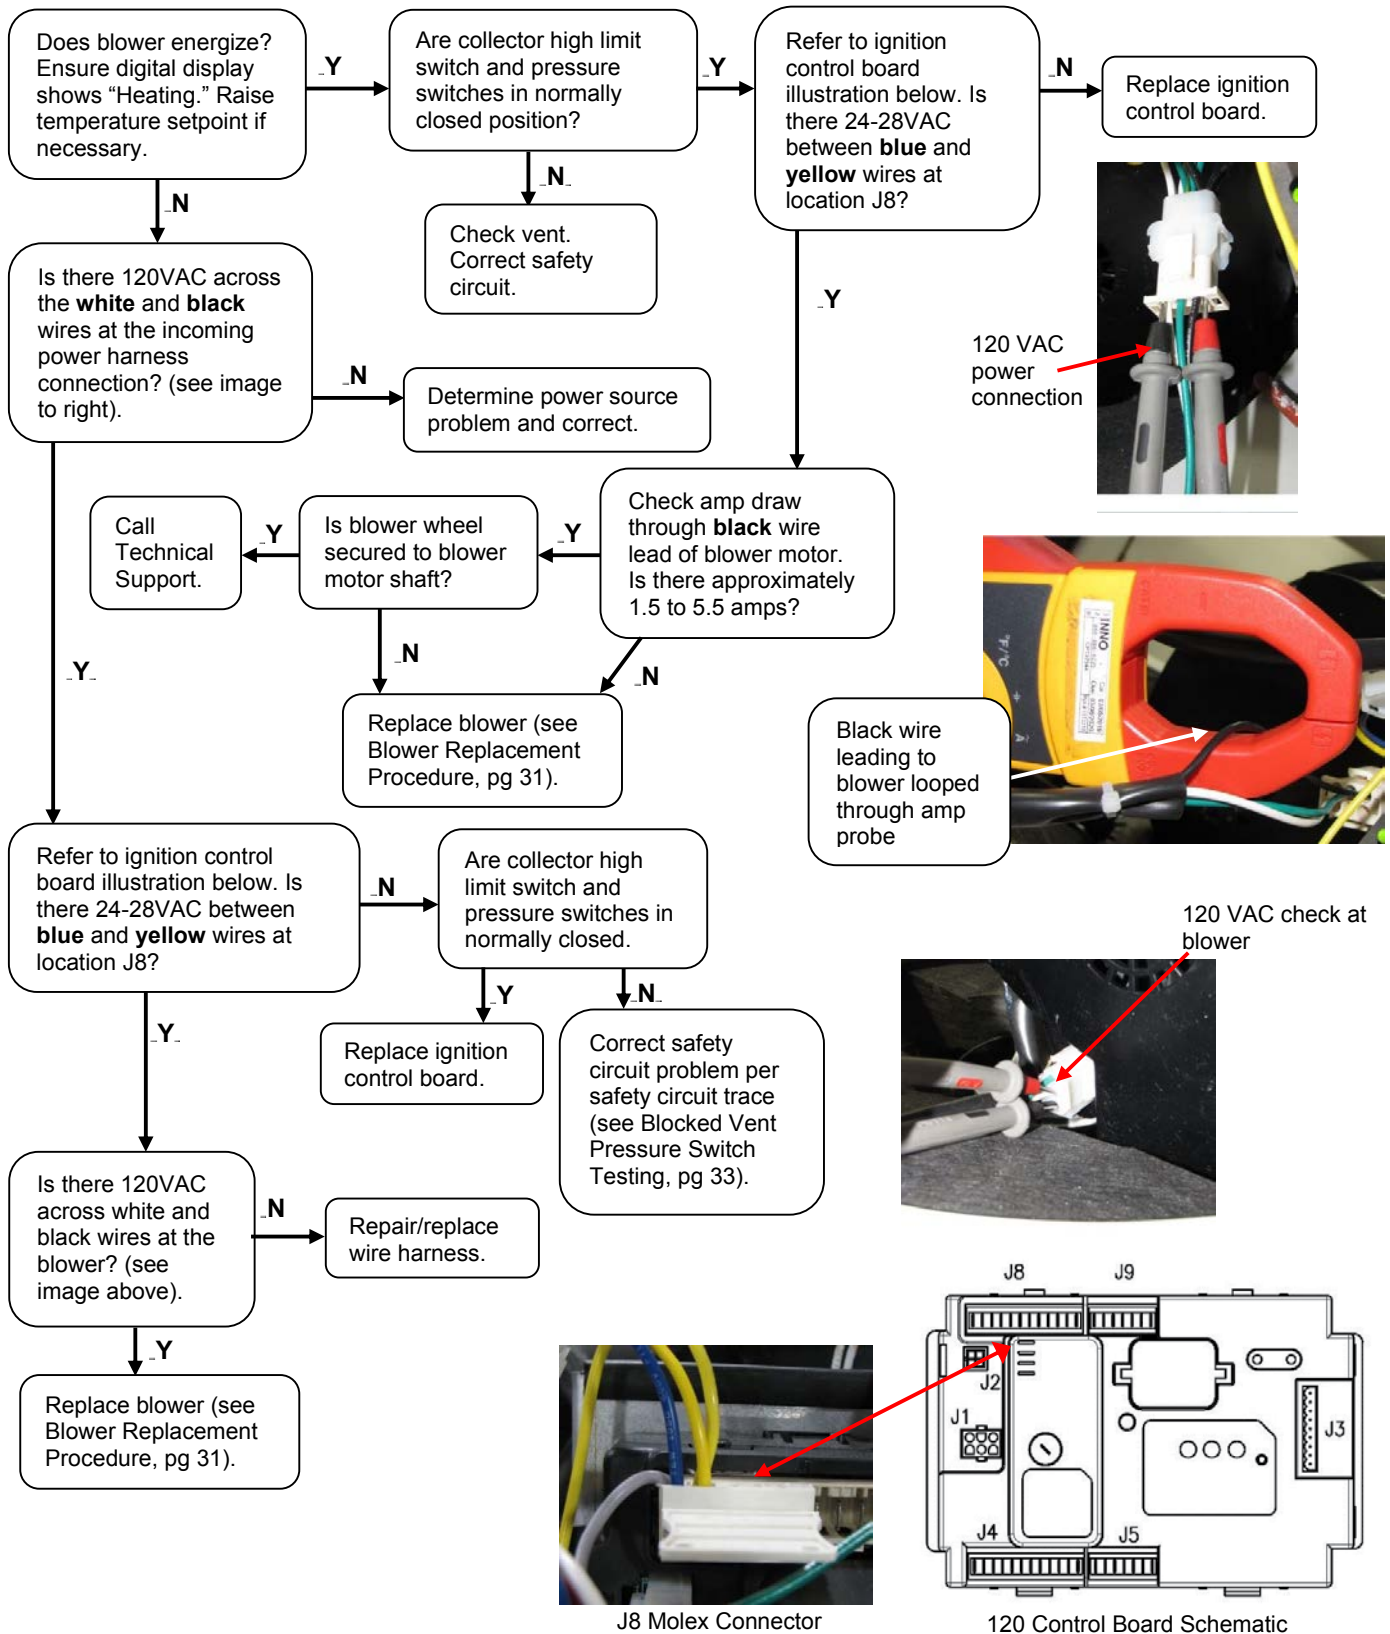 Does blower energize?
Ensure digital display
shows “Heating.” Raise
temperature setpoint if
necessary.
Y
Are collector high limit
switch and pressure
switches in normally
closed position?
Y
Refer to ignition
control board
illustration below. Is
there 24-28VAC
between blue and
yellow wires at
location J8?
N
Replace ignition
control board.
N
N
Check vent.
Correct safety
circuit.
Y
Is there 120VAC across
the white and black
wires at the incoming
power harness
connection? (see image
to right).
N
Determine power source
problem and correct.
120 VAC
power
connection
Call
Technical
Support.
Y
Is blower wheel
secured to blower
motor shaft?
Y
Check amp draw
through black wire
lead of blower motor.
Is there approximately
1.5 to 5.5 amps?
N
N
Y
Replace blower (see
Blower Replacement
Procedure, pg 31).
°F/°C
INNO
Black wire
leading to
blower looped
through amp
probe
Refer to ignition control
board illustration below. Is
there 24-28VAC between
blue and yellow wires at
location J8?
N
Are collector high
limit switch and
pressure switches in
normally closed.
120 VAC check at
blower
Y
Y
N
Replace ignition
control board.
Correct safety
circuit problem per
safety circuit trace
(see Blocked Vent
Pressure Switch
Testing, pg 33).
Is there 120VAC
across white and
black wires at the
blower? (see
image above).
N
Repair/replace
wire harness.
Y
Replace blower (see
Blower Replacement
Procedure, pg 31).
J8
J9
J2
J1
J3
J4
J5
J8 Molex Connector
120 Control Board Schematic